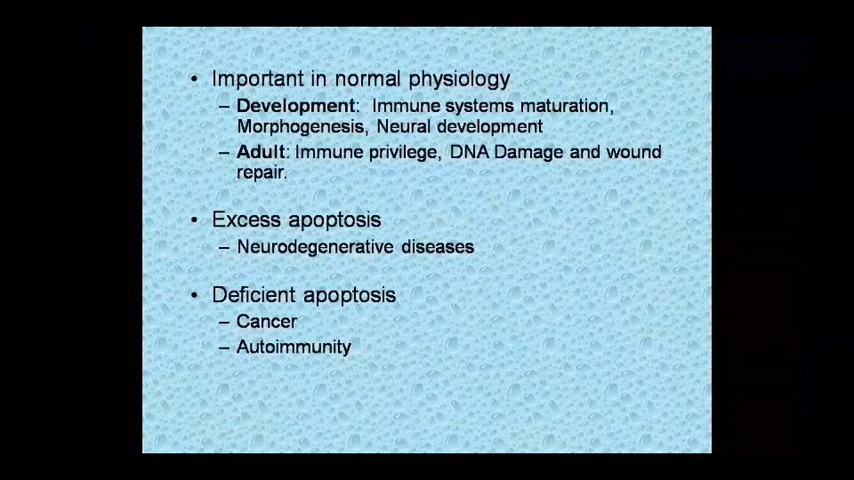 • Important in normal physiology
– Development: Immune systems maturation,
Morphogenesis, Neural development
– Adult: Immune privilege, DNA Damage and wound
repair.
• Excess apoptosis
– Neurodegenerative diseases
• Deficient apoptosis
– Cancer
– Autoimmunity